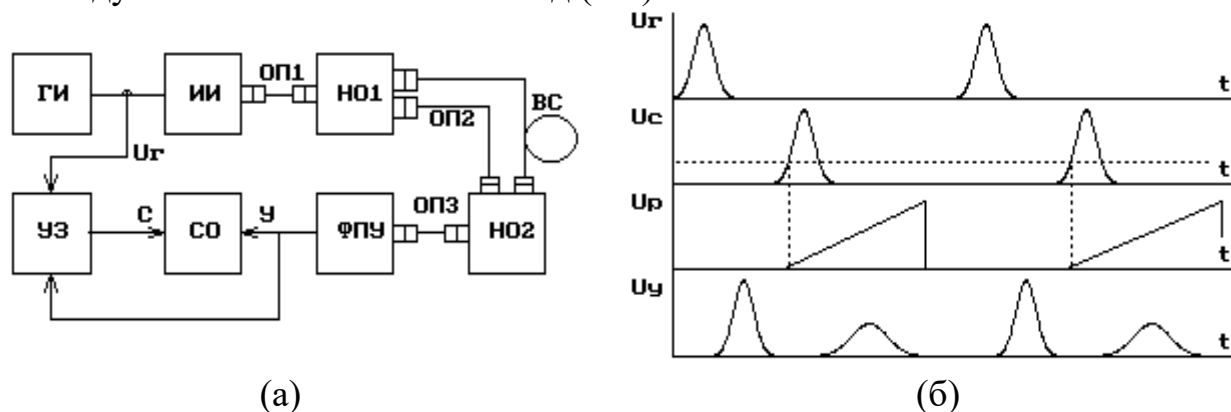 ГИ
ИИ
ОП1
НО1
ВС
ОП2
Uг
УЗ
С
СО
У
ФПУ
ОП3
НО2
Uг
t
Uс
t
Uр
t
Uу
t
(а)
(б)